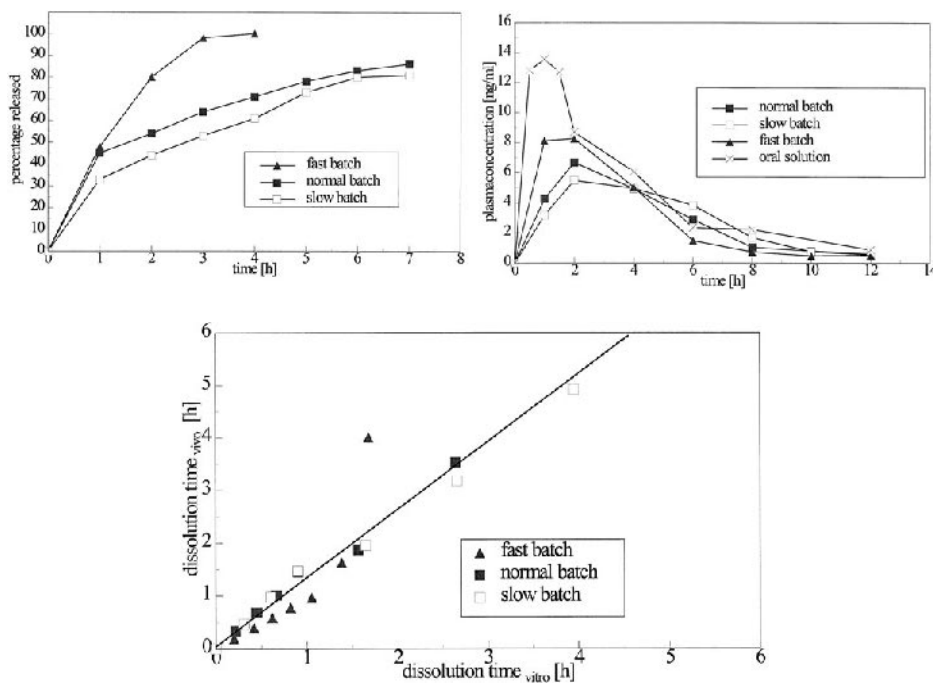 percentage released
100
90
80
70
60
50
40
30
20
10
0
0 1 2 3 4 5 6 7 8
time [h]
fast batch
normal batch
slow batch
plasmaconcentration [ng/ml]
16
14
12
10
8
6
4
2
0
0 2 4 6 8 10 12 14
time [h]
normal batch
slow batch
fast batch
oral solution
dissolution time vivo [h]
6
5
4
3
2
1
0
0 1 2 3 4 5 6
dissolution time vitro [h]
fast batch
normal batch
slow batch